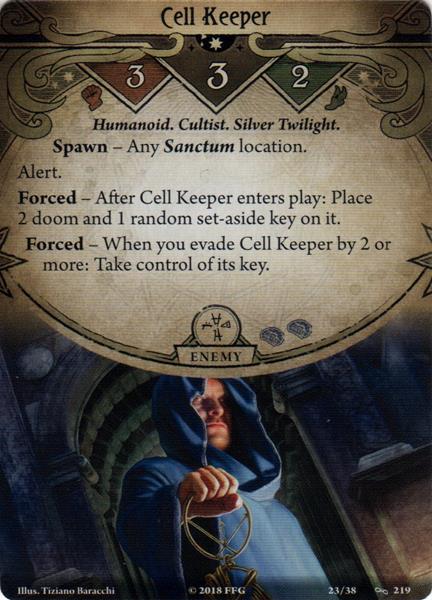 Cell Keeper
3 3 2
Humanoid. Cultist. Silver Twilight.
Spawn – Any Sanctum location.
Alert.
Forced – After Cell Keeper enters play: Place
2 doom and 1 random set-aside key on it.
Forced – When you evade Cell Keeper by 2 or
more: Take control of its key.
ENEMY
Illus. Tiziano Baracchi © 2018 FFG 23/38 219